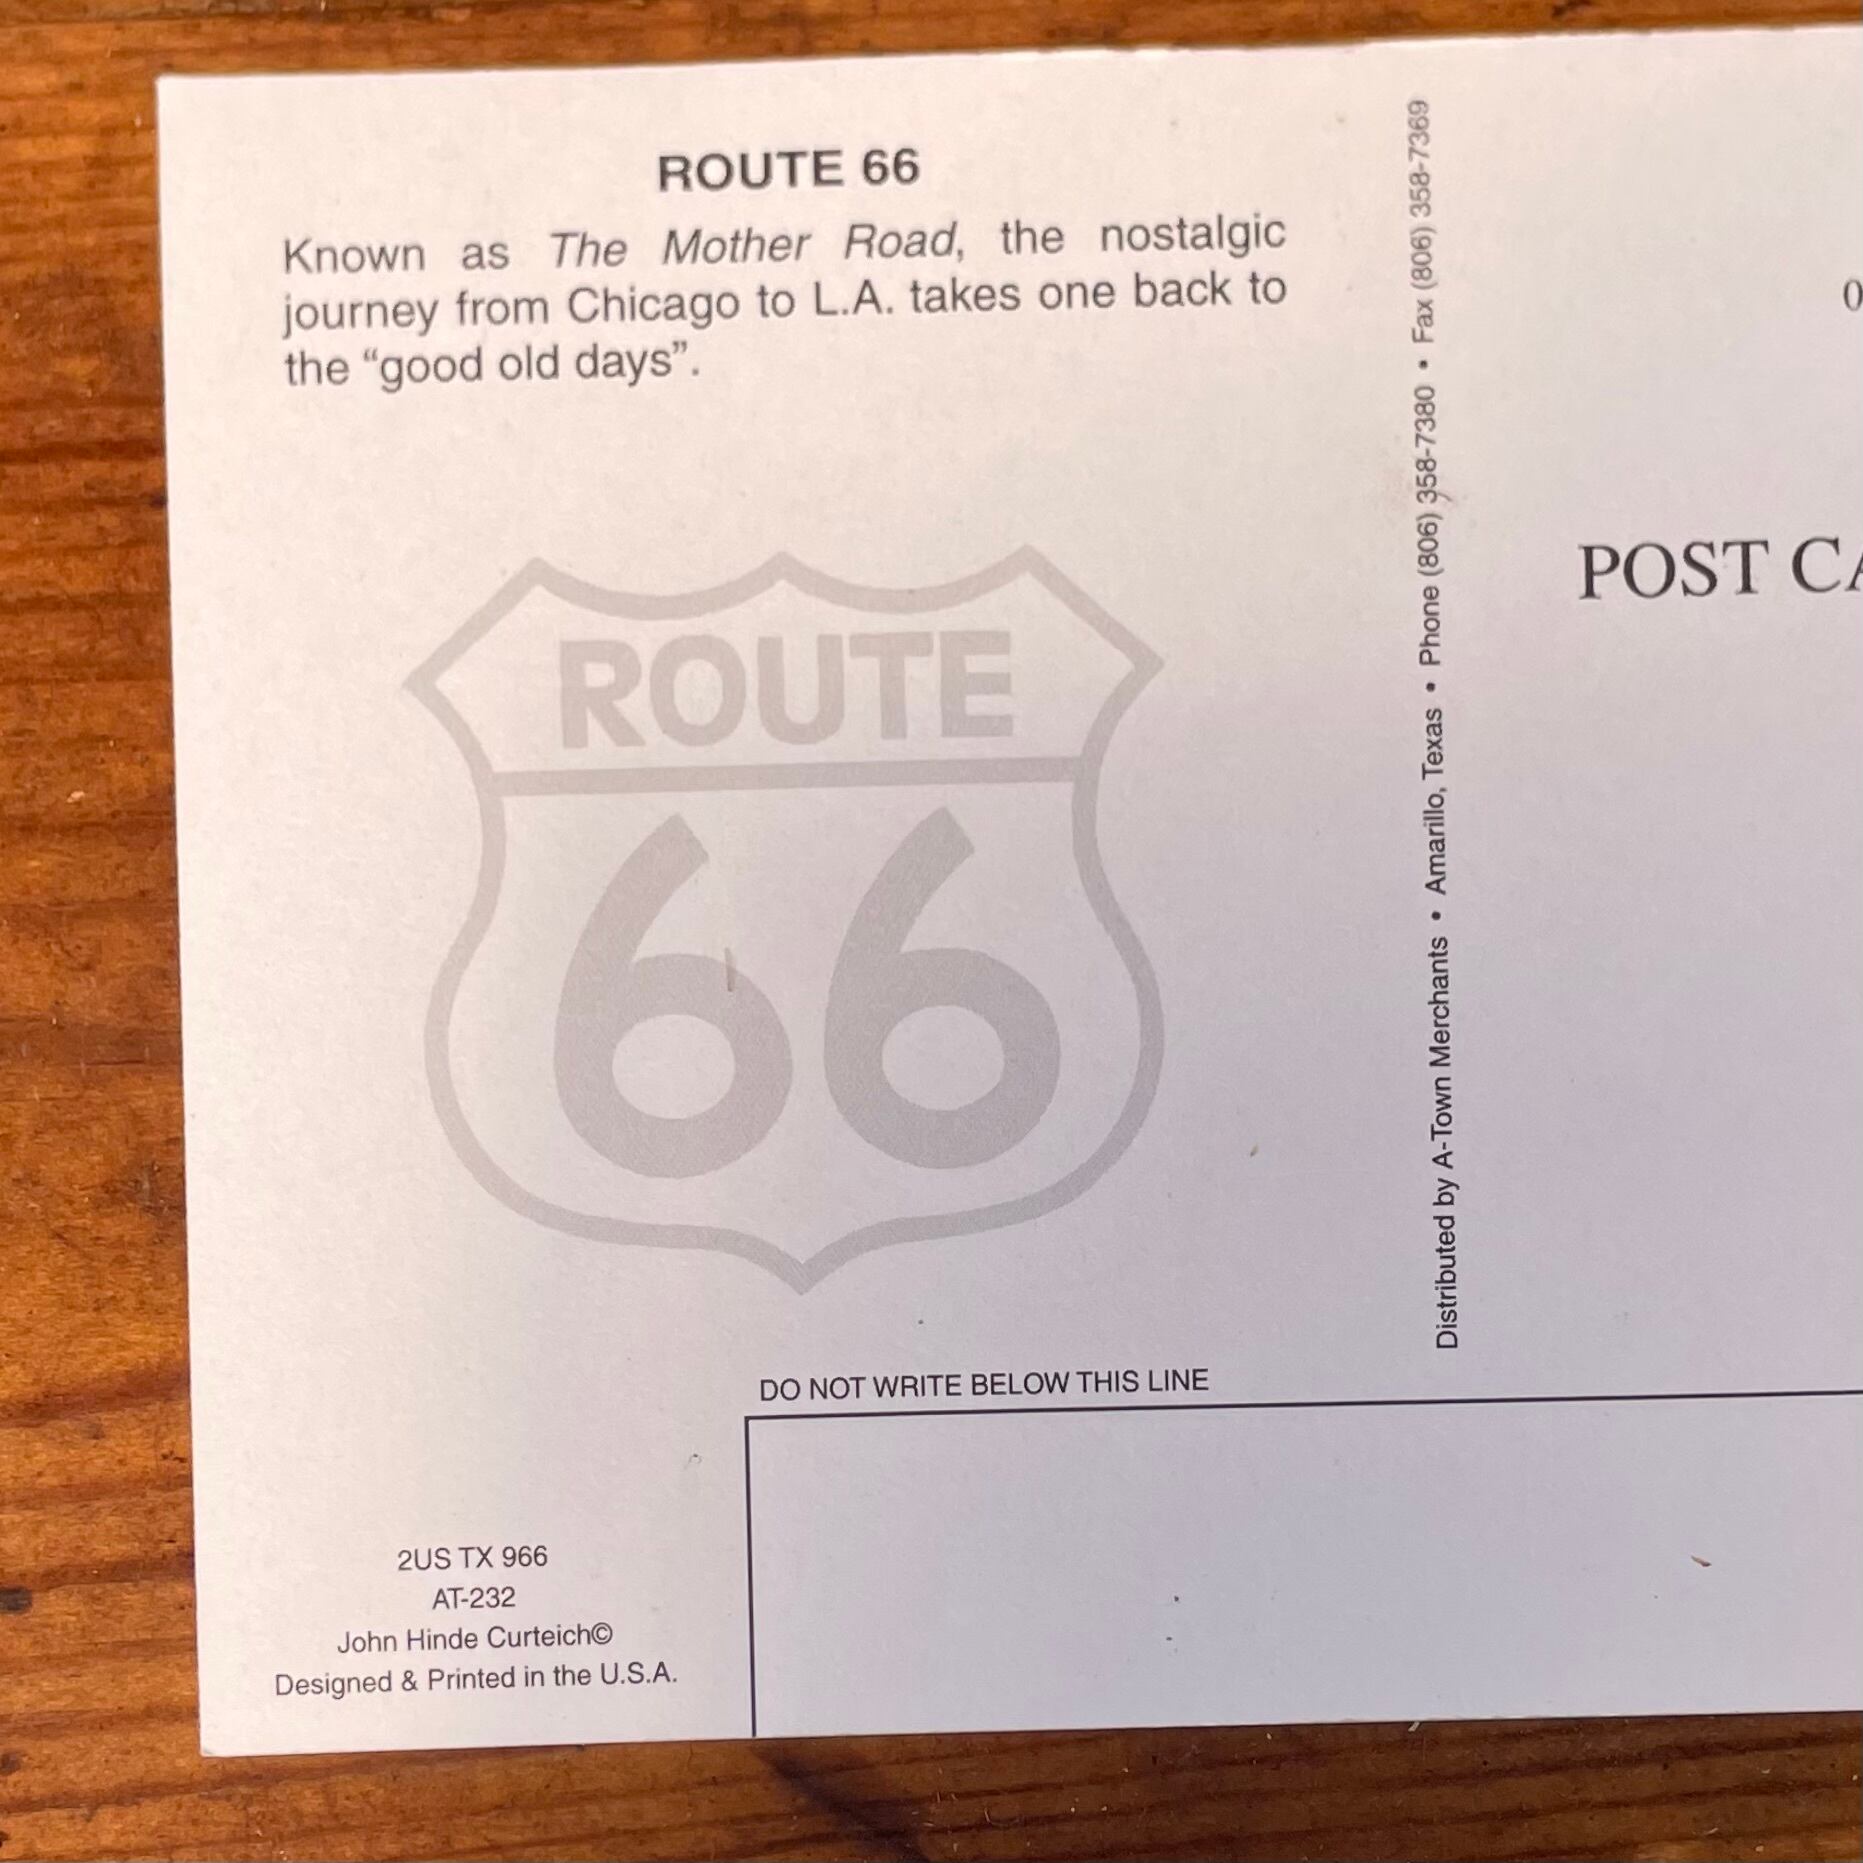 ROUTE 66
Known as The Mother Road, the nostalgic
journey from Chicago to L.A. takes one back to
the “good old days”.
ROUTE
66
DO NOT WRITE BELOW THIS LINE
2US TX 966
AT-232
John Hinde Curteich©
Designed & Printed in the U.S.A.
Distributed by A-Town Merchants • Amarillo, Texas • Phone (806) 358-7380 • Fax (806) 358-7369
0
POST CA